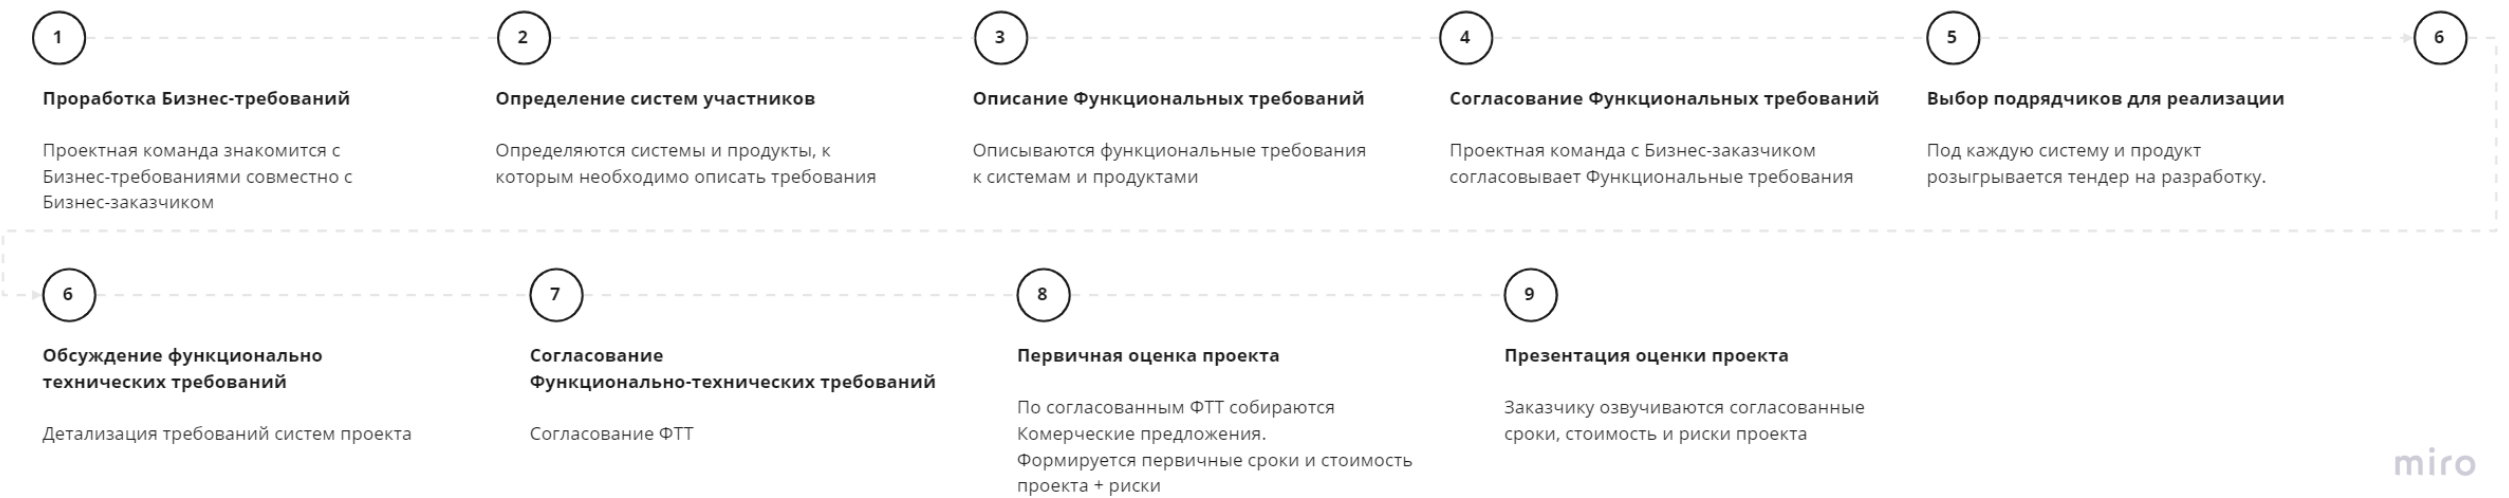 1
2
3
4
5
6
Проработка Бизнес-требований
Проектная команда знакомится с
Бизнес-требованиями совместно с
Бизнес-заказчиком
Определение систем участников
Определяются системы и продукты, к
которым необходимо описать требования
Описание Функциональных требований
Описываются функциональные требования
к системам и продуктами
Согласование Функциональных требований
Проектная команда с Бизнес-заказчиком
согласовывает Функциональные требования
Выбор подрядчиков для реализации
Под каждую систему и продукт
розыгрывается тендер на разработку.
6
7
8
9
Обсуждение функционально
технических требований
Детализация требований систем проекта
Согласование
Функционально-технических требований
Согласование ФТТ
Первичная оценка проекта
По согласованным ФТТ собираются
Комерческие предложения.
Формируется первичные сроки и стоимость
проекта + риски
Презентация оценки проекта
Заказчику озвучиваются согласованные
сроки, стоимость и риски проекта
miro